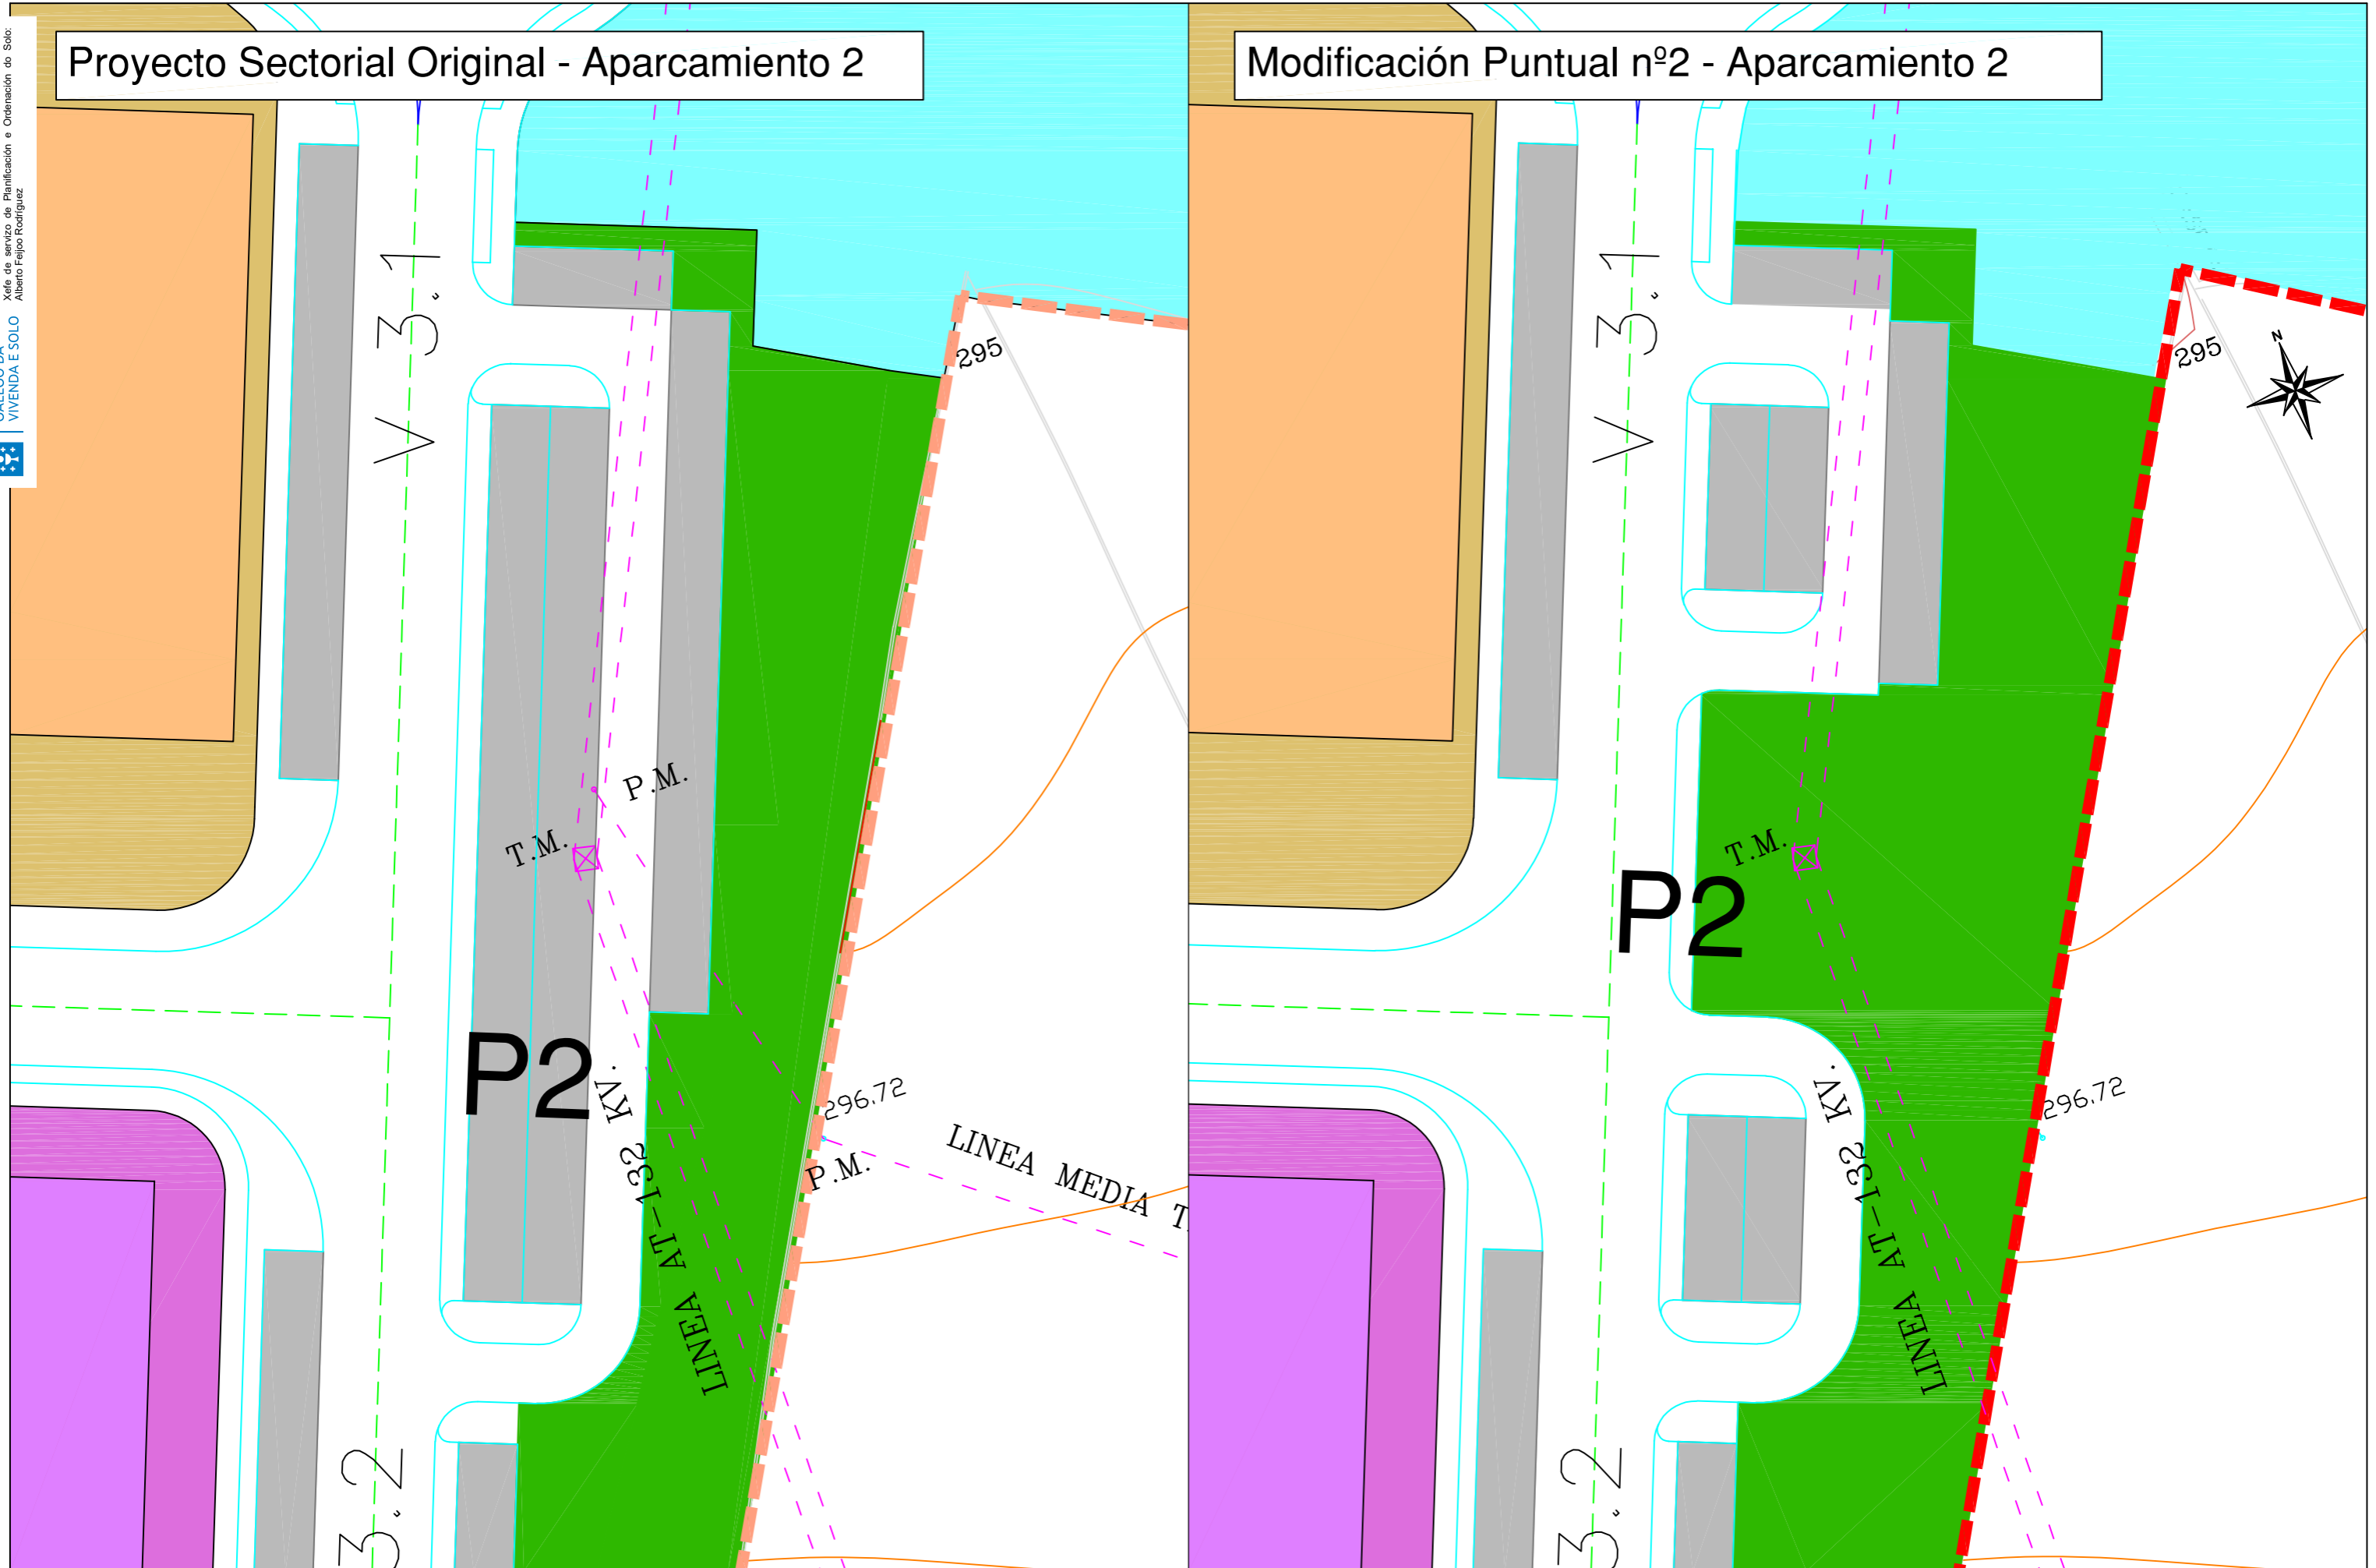 Xefe de servizo de Planificación e Ordenación do Solo:
Alberto Feijoo Rodríguez
VIVENDA E SOLO
Proyecto Sectorial Original - Aparcamiento 2
V 3.1
295
P.M.
T.M.
P2
296.72
P.M.
LINEA MEDIA T
LINEA AT-132 KV.
3.2
Modificación Puntual nº2 - Aparcamiento 2
N
V 3.1
295
T.M.
P2
296.72
LINEA AT-132 KV.
3.2